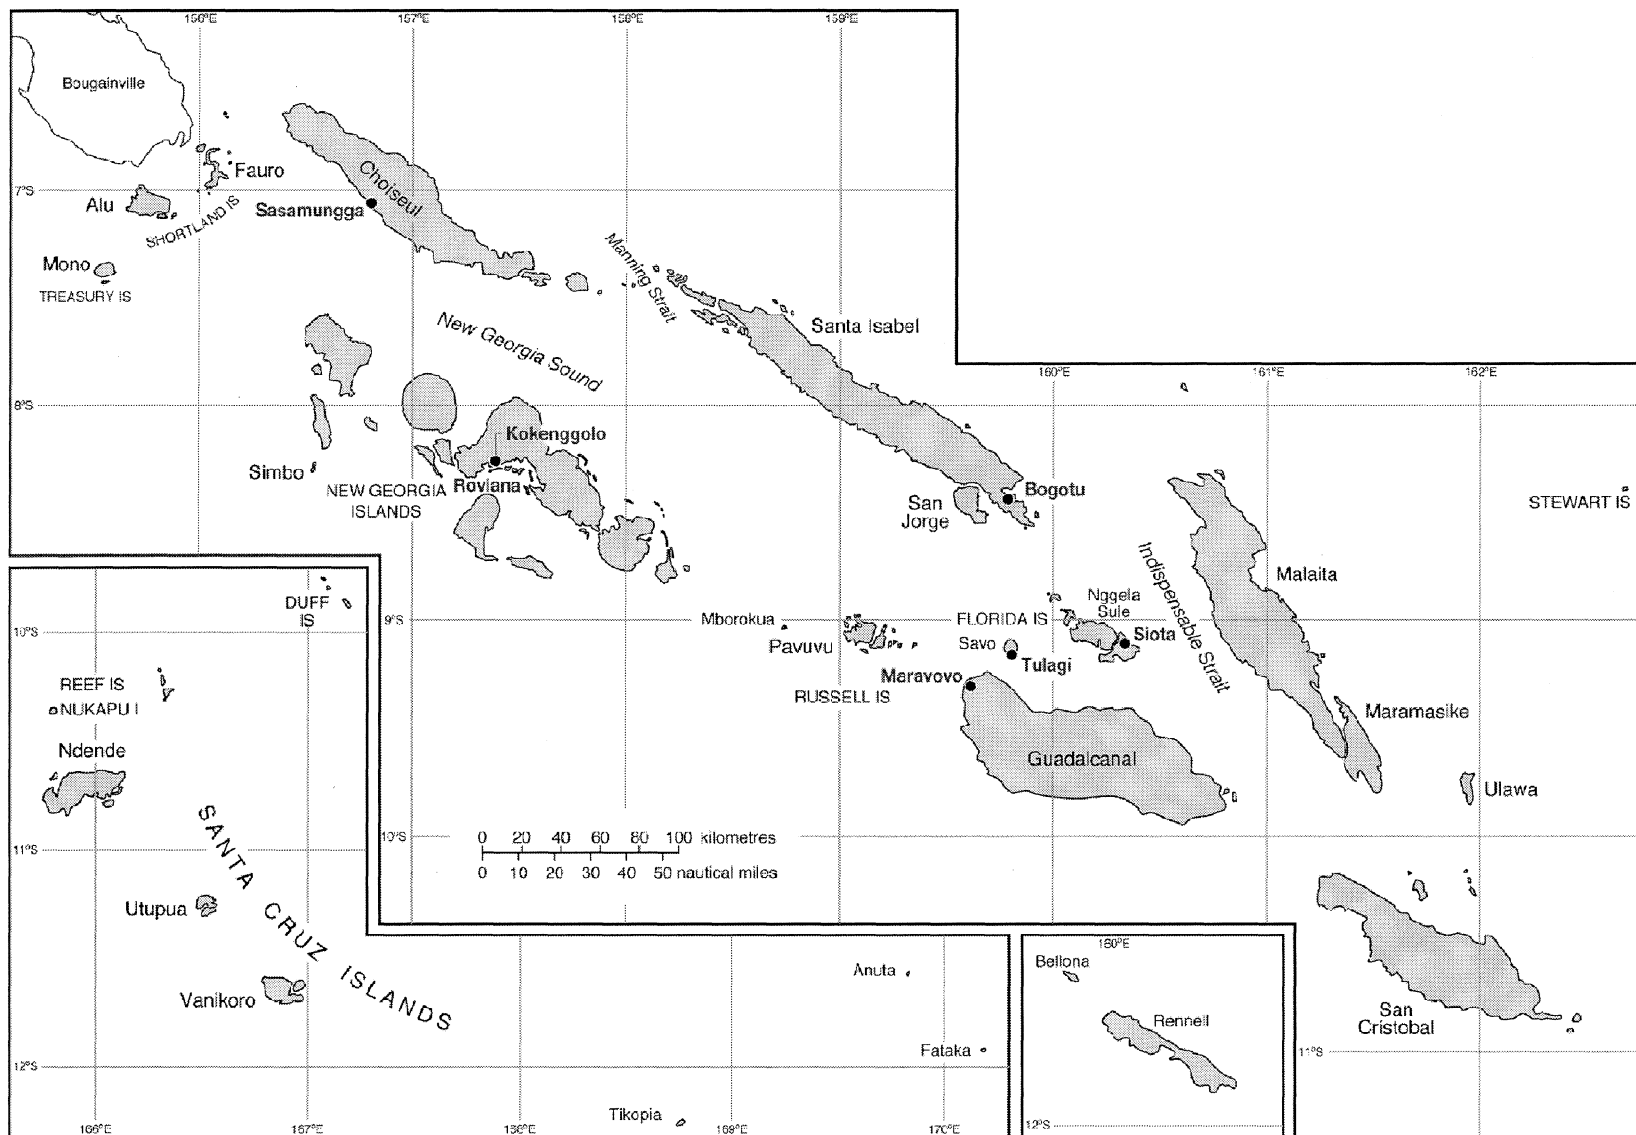 156°E
157°E
158°E
159°E
Bougainville
Fauro
Choiseul
7°S
Alu
SHORTLAND IS
Sasamungga
Mono
TREASURY IS
Manning Strait
New Georgia Sound
Santa Isabel
160°E
161°E
162°E
8°S
Kokenggolo
Simbo
NEW GEORGIA
ISLANDS
Roviana
Bogotu
San
Jorge
STEWART IS
Indispensable Strait
Malaita
DUFF
IS
Nggela
Sule
9°S
Mborokua
FLORIDA IS
10°S
Pavuvu
Savo
Siota
Tulagi
Maravovo
RUSSELL IS
REEF IS
NUKAPU I
Maramasike
Ndende
Guadalcanal
Ulawa
SANTA CRUZ ISLANDS
10°S
0 20 40 60 80 100 kilometres
0 10 20 30 40 50 nautical miles
11°S
Utupua
Vanikoro
Anuta
160°E
Bellona
San
Cristobal
Rennell
Fataka
11°S
12°S
Tikopia
12°S
166°E
167°E
168°E
169°E
170°E